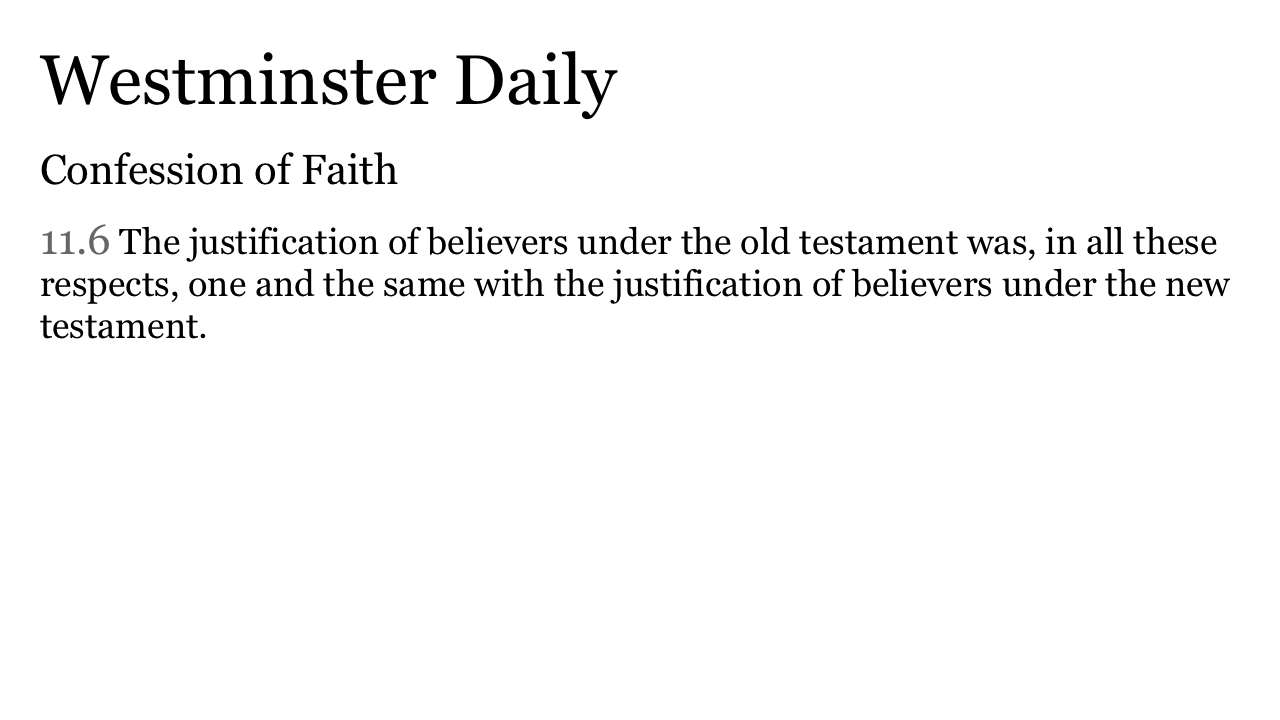 Westminster Daily
Confession of Faith
11.6 The justification of believers under the old testament was, in all these
respects, one and the same with the justification of believers under the new
testament.